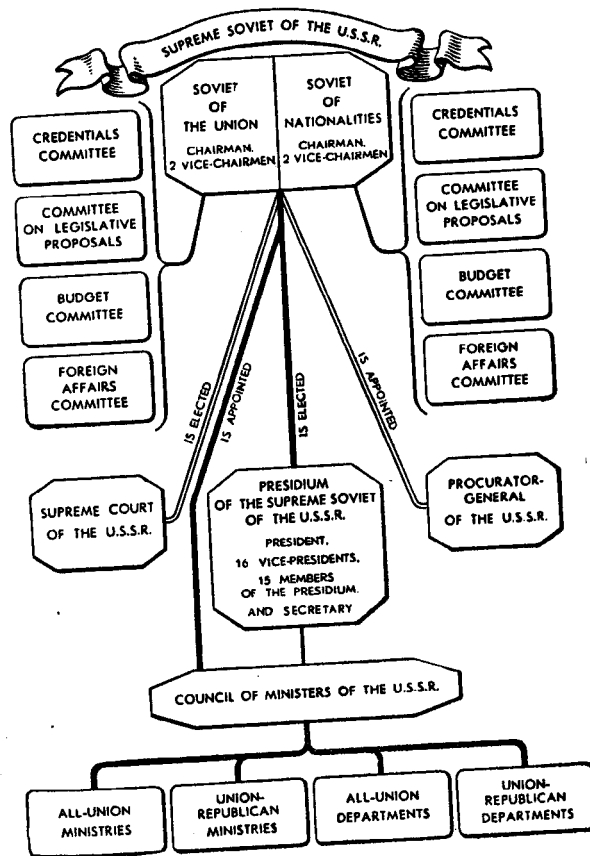 SUPREME SOVIET OF THE U.S.S.R.
SOVIET
OF
THE UNION
CHAIRMAN,
2 VICE-CHAIRMEN
SOVIET
OF
NATIONALITIES
CHAIRMAN,
2 VICE-CHAIRMEN
CREDENTIALS
COMMITTEE
COMMITTEE
ON LEGISLATIVE
PROPOSALS
BUDGET
COMMITTEE
FOREIGN
AFFAIRS
COMMITTEE
CREDENTIALS
COMMITTEE
COMMITTEE
ON LEGISLATIVE
PROPOSALS
BUDGET
COMMITTEE
FOREIGN
AFFAIRS
COMMITTEE
IS ELECTED
IS APPOINTED
IS ELECTED
IS APPOINTED
SUPREME COURT
OF THE U.S.S.R.
PRESIDIUM
OF THE SUPREME SOVIET
OF THE U.S.S.R.
PRESIDENT,
16 VICE-PRESIDENTS,
15 MEMBERS
OF THE PRESIDIUM.
AND SECRETARY
PROCURATOR-
GENERAL
OF THE U.S.S.R.
COUNCIL OF MINISTERS OF THE U.S.S.R.
ALL-UNION
MINISTRIES
UNION-
REPUBLICAN
MINISTRIES
ALL-UNION
DEPARTMENTS
UNION-
REPUBLICAN
DEPARTMENTS